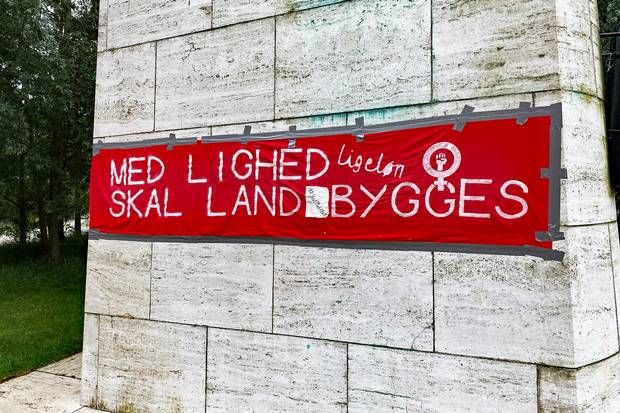 MED LIGHED ligeløn
SKAL LAND BYGGES